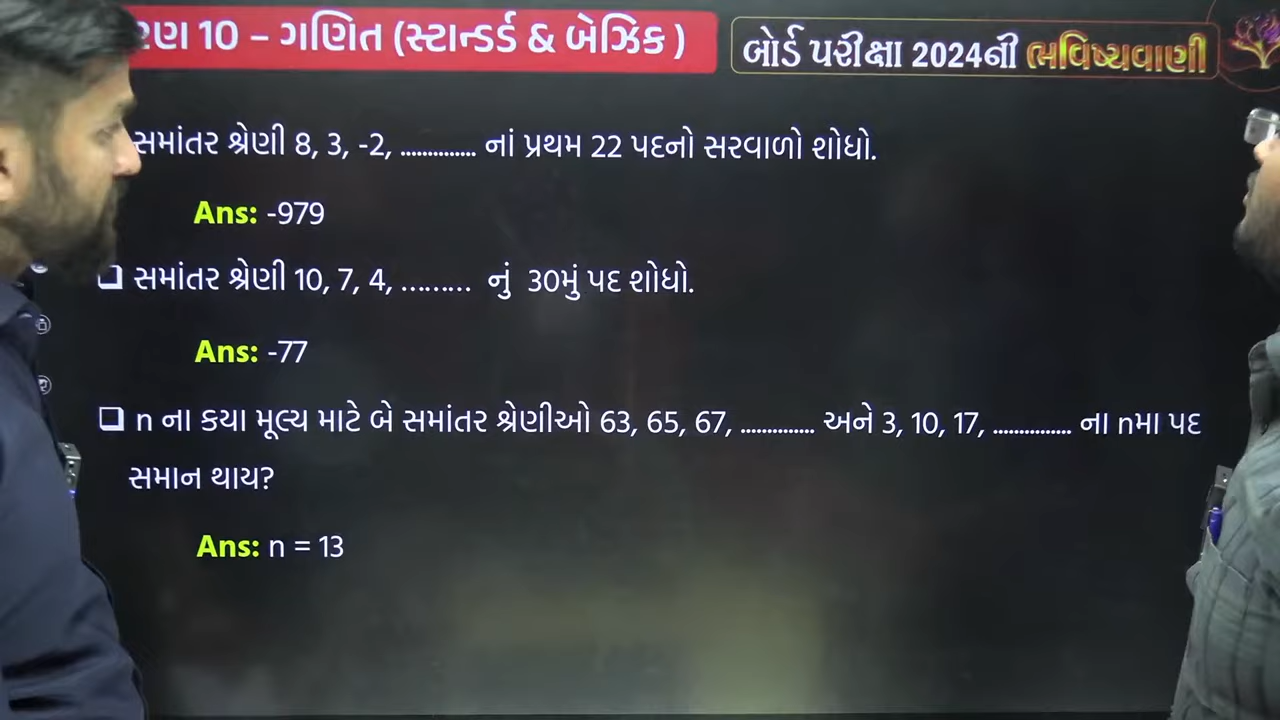 10 – ગણિત (સ્ટાન્ડર્ડ & બેઝિક )
બોર્ડ પરીક્ષા 2024ની ભવિષ્યવાણી
સમાંતર શ્રેણી 8, 3, -2, .............. નાં પ્રથમ 22 પદનો સરવાળો શોધો.
Ans: -979
❑ સમાંતર શ્રેણી 10, 7, 4, ......... નું 30મું પદ શોધો.
Ans: -77
❑ n ના કયા મૂલ્ય માટે બે સમાંતર શ્રેણીઓ 63, 65, 67, .............. અને 3, 10, 17, ............... ના nમા પદ
સમાન થાય?
Ans: n = 13